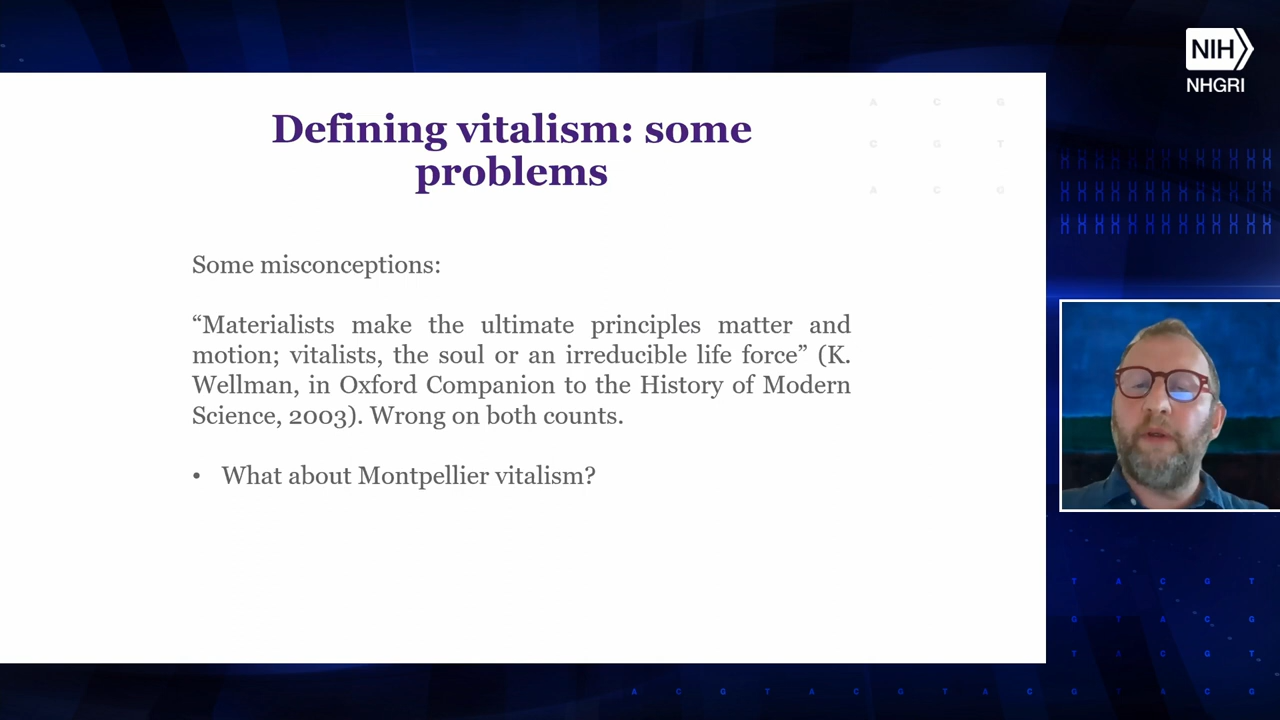 NIH
NHGRI
Defining vitalism: some
problems
A C G
C G T
A C G
Some misconceptions:
“Materialists make the ultimate principles matter and
motion; vitalists, the soul or an irreducible life force” (K.
Wellman, in Oxford Companion to the History of Modern
Science, 2003). Wrong on both counts.
• What about Montpellier vitalism?
T A C G T
G T A C G
T A C G T
A C G T A C G T A C G T A C G